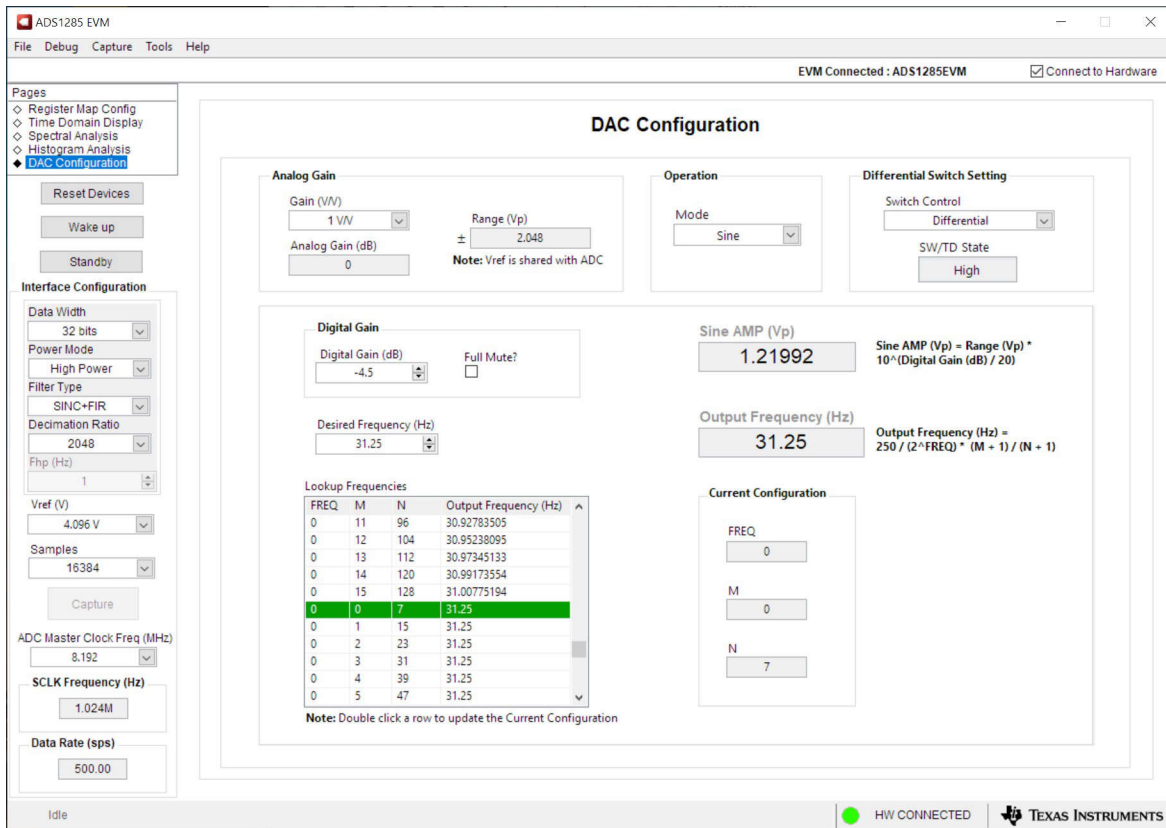 ADS1285 EVM
File Debug Capture Tools Help
EVM Connected : ADS1285EVM
Connect to Hardware
Pages
Register Map Config
Time Domain Display
Spectral Analysis
Histogram Analysis
DAC Configuration
Reset Devices
Wake up
Standby
Interface Configuration
Data Width
32 bits
Power Mode
High Power
Filter Type
SINC+FIR
Decimation Ratio
2048
Fhp (Hz)
1
Vref (V)
4.096 V
Samples
16384
Capture
ADC Master Clock Freq (MHz)
8.192
SCLK Frequency (Hz)
1.024M
Data Rate (sps)
500.00
DAC Configuration
Analog Gain
Gain (V/V)
1 V/V
Analog Gain (dB)
0
Range (Vp)
± 2.048
Note: Vref is shared with ADC
Operation
Mode
Sine
Differential Switch Setting
Switch Control
Differential
SW/TD State
High
Digital Gain
Digital Gain (dB)
-4.5
Full Mute?
Desired Frequency (Hz)
31.25
Sine AMP (Vp)
1.21992
Sine AMP (Vp) = Range (Vp) *
10^(Digital Gain (dB) / 20)
Output Frequency (Hz)
31.25
Output Frequency (Hz) =
250 / (2^FREQ) * (M + 1) / (N + 1)
Lookup Frequencies
FREQ M N Output Frequency (Hz)
0 11 96 30.92783505
0 12 104 30.95238095
0 13 112 30.97345133
0 14 120 30.99173554
0 15 128 31.00775194
0 0 7 31.25
0 1 15 31.25
0 2 23 31.25
0 3 31 31.25
0 4 39 31.25
0 5 47 31.25
Note: Double click a row to update the Current Configuration
Current Configuration
FREQ
0
M
0
N
7
Idle
HW CONNECTED
TEXAS INSTRUMENTS